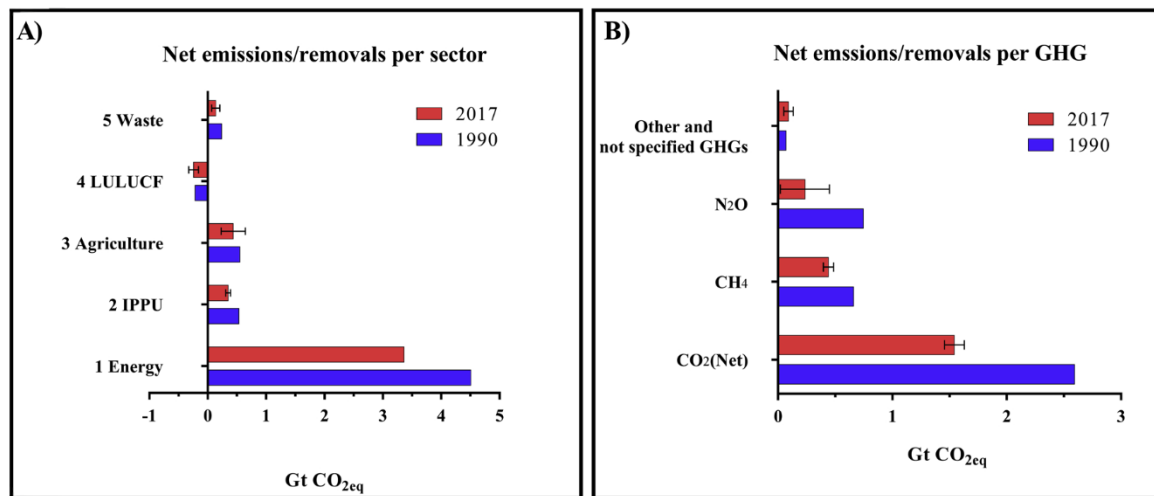 A)
Net emissions/removals per sector
2017
1990
5 Waste
4 LULUCF
3 Agriculture
2 IPPU
1 Energy
-1 0 1 2 3 4 5
Gt CO2eq
B)
Net emssions/removals per GHG
2017
1990
Other and
not specified GHGs
N2O
CH4
CO2(Net)
0 1 2 3
Gt CO2eq